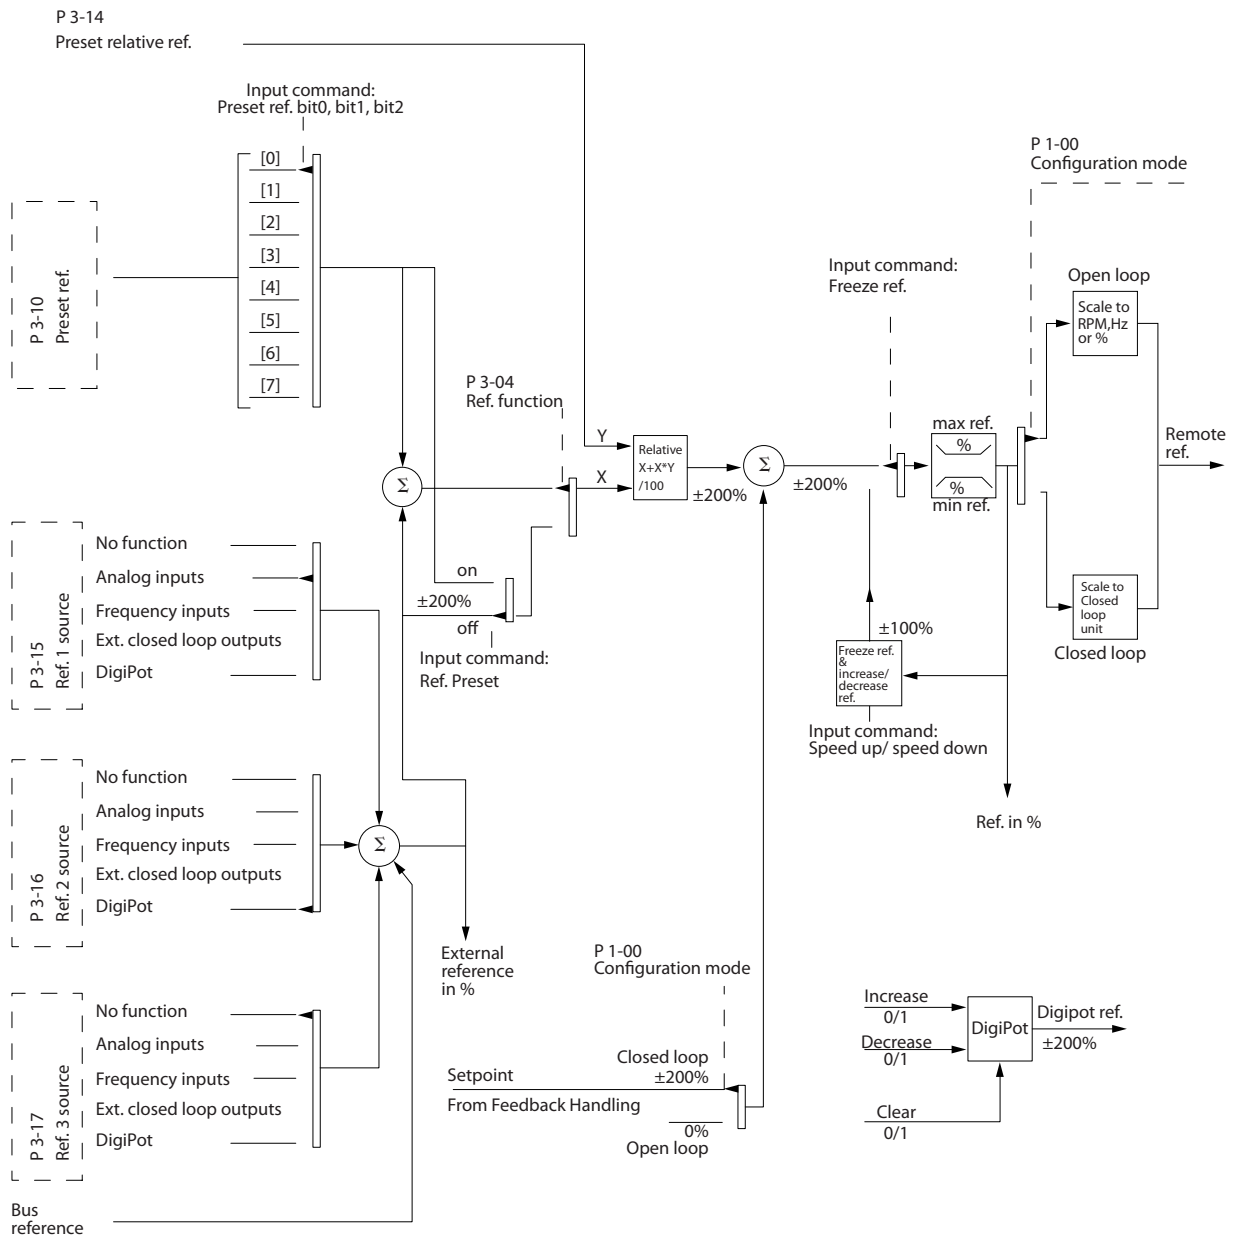 P 3-14
Preset relative ref.
Input command:
Preset ref. bit0, bit1, bit2
[0]
[1]
[2]
[3]
[4]
[5]
[6]
[7]
P 3-10
Preset ref.
P 1-00
Configuration mode
Input command:
Freeze ref.
Open loop
Scale to
RPM,Hz
or %
P 3-04
Ref. function
Y
X
Relative
X+X*Y
/100
±200%
Σ
±200%
max ref.
%
%
min ref.
Remote
ref.
Σ
on
±200%
off
Input command:
Ref. Preset
P 3-15
Ref. 1 source
No function
Analog inputs
Frequency inputs
Ext. closed loop outputs
DigiPot
±100%
Freeze ref.
&
increase/
decrease
ref.
Input command:
Speed up/ speed down
Scale to
Closed
loop
unit
Closed loop
Ref. in %
P 3-16
Ref. 2 source
No function
Analog inputs
Frequency inputs
Ext. closed loop outputs
DigiPot
Σ
External
reference
in %
P 1-00
Configuration mode
Closed loop
±200%
Setpoint
From Feedback Handling
0%
Open loop
Increase
0/1
Decrease
0/1
DigiPot
Digipot ref.
±200%
Clear
0/1
P 3-17
Ref. 3 source
No function
Analog inputs
Frequency inputs
Ext. closed loop outputs
DigiPot
Bus
reference